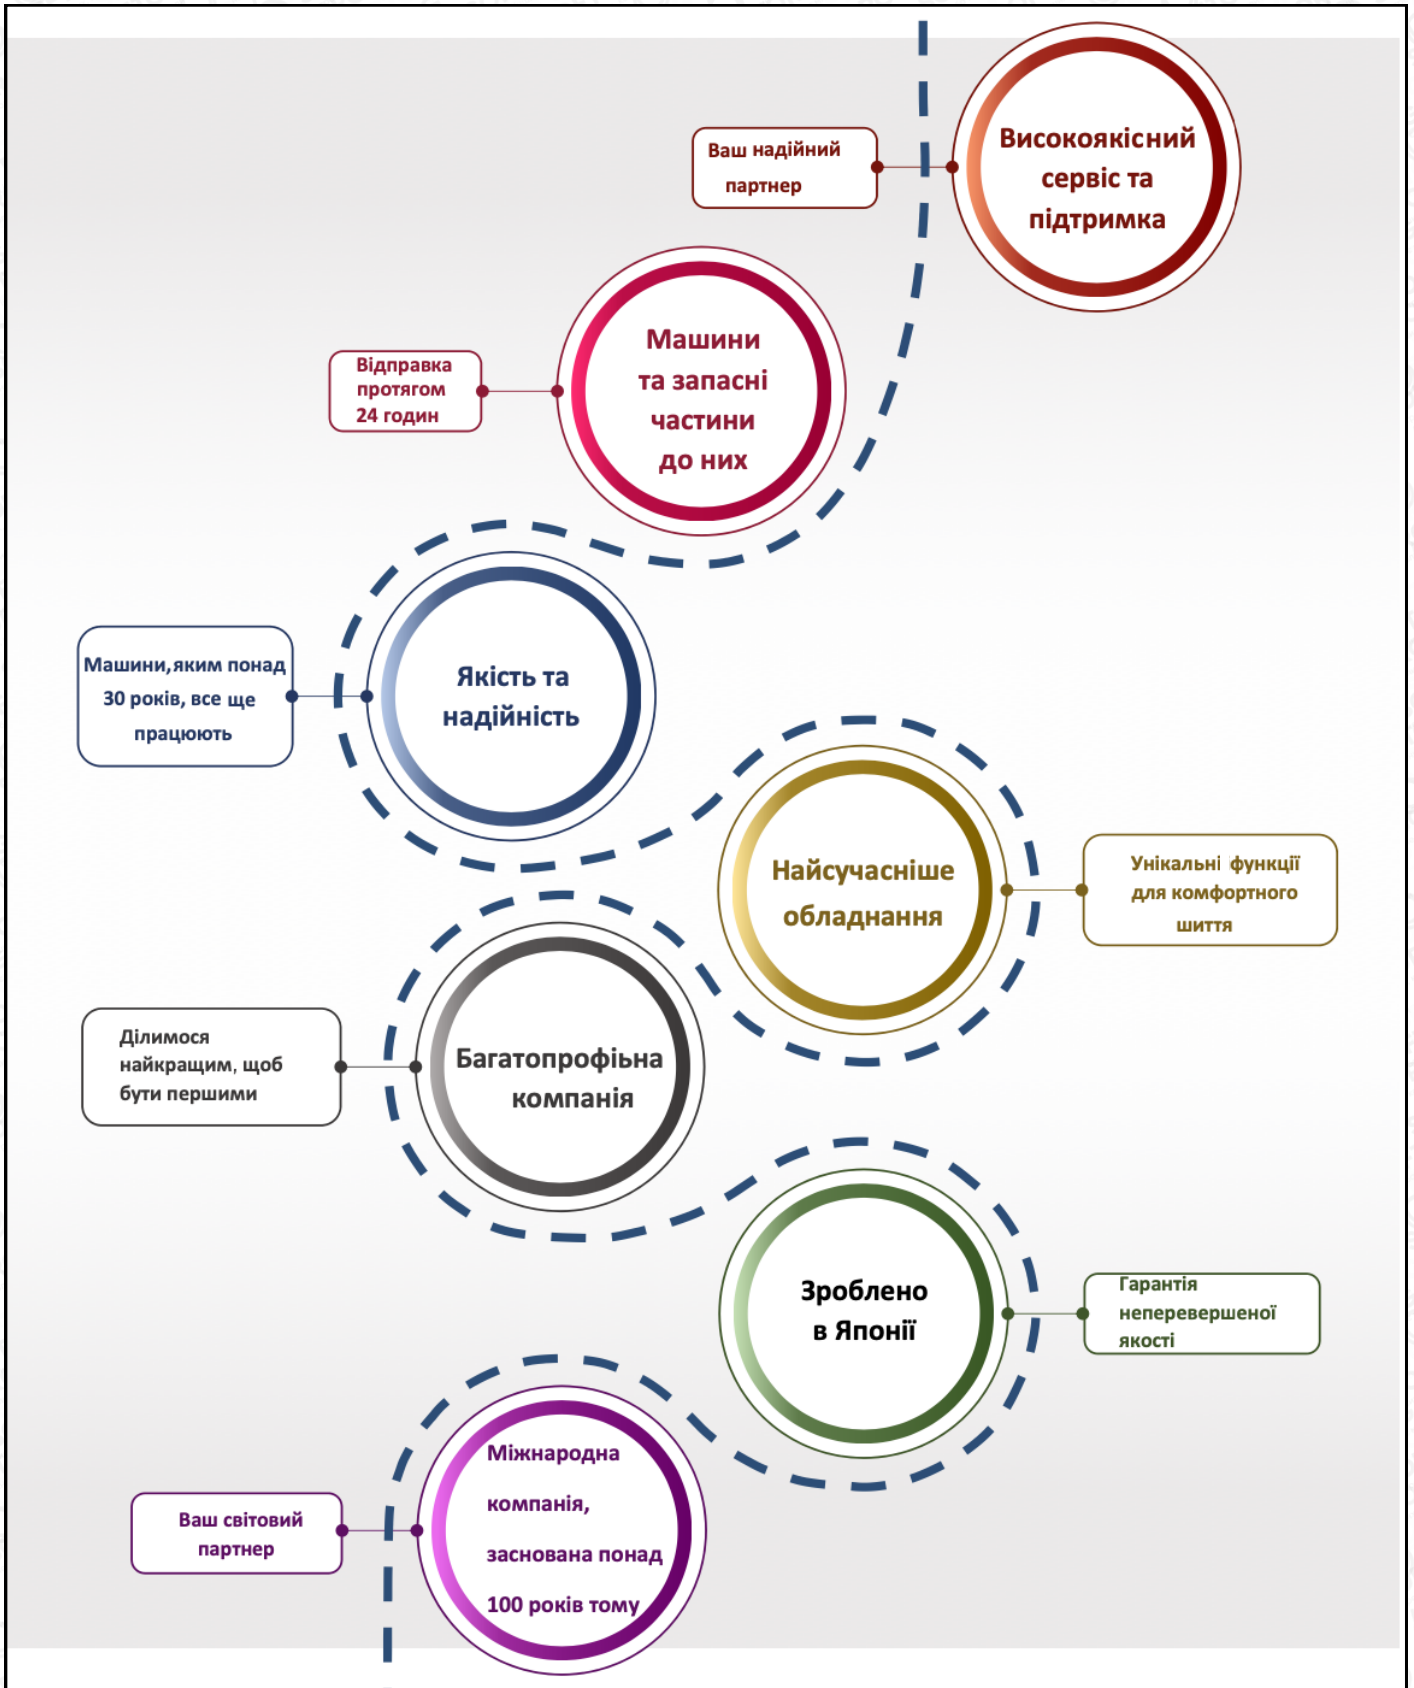 Високоякісний
сервіс та
підтримка
Ваш надійний
партнер
Машини
та запасні
частини
до них
Відправка
протягом
24 годин
Якість та
надійність
Машини, яким понад
30 років, все ще
працюють
Найсучасніше
обладнання
Унікальні функції
для комфортного
шиття
Багатопрофіьна
компанія
Ділимося
найкращим, щоб
бути першими
Зроблено
в Японії
Гарантія
неперевершеної
якості
Міжнародна
компанія,
заснована понад
100 років тому
Ваш світовий
партнер